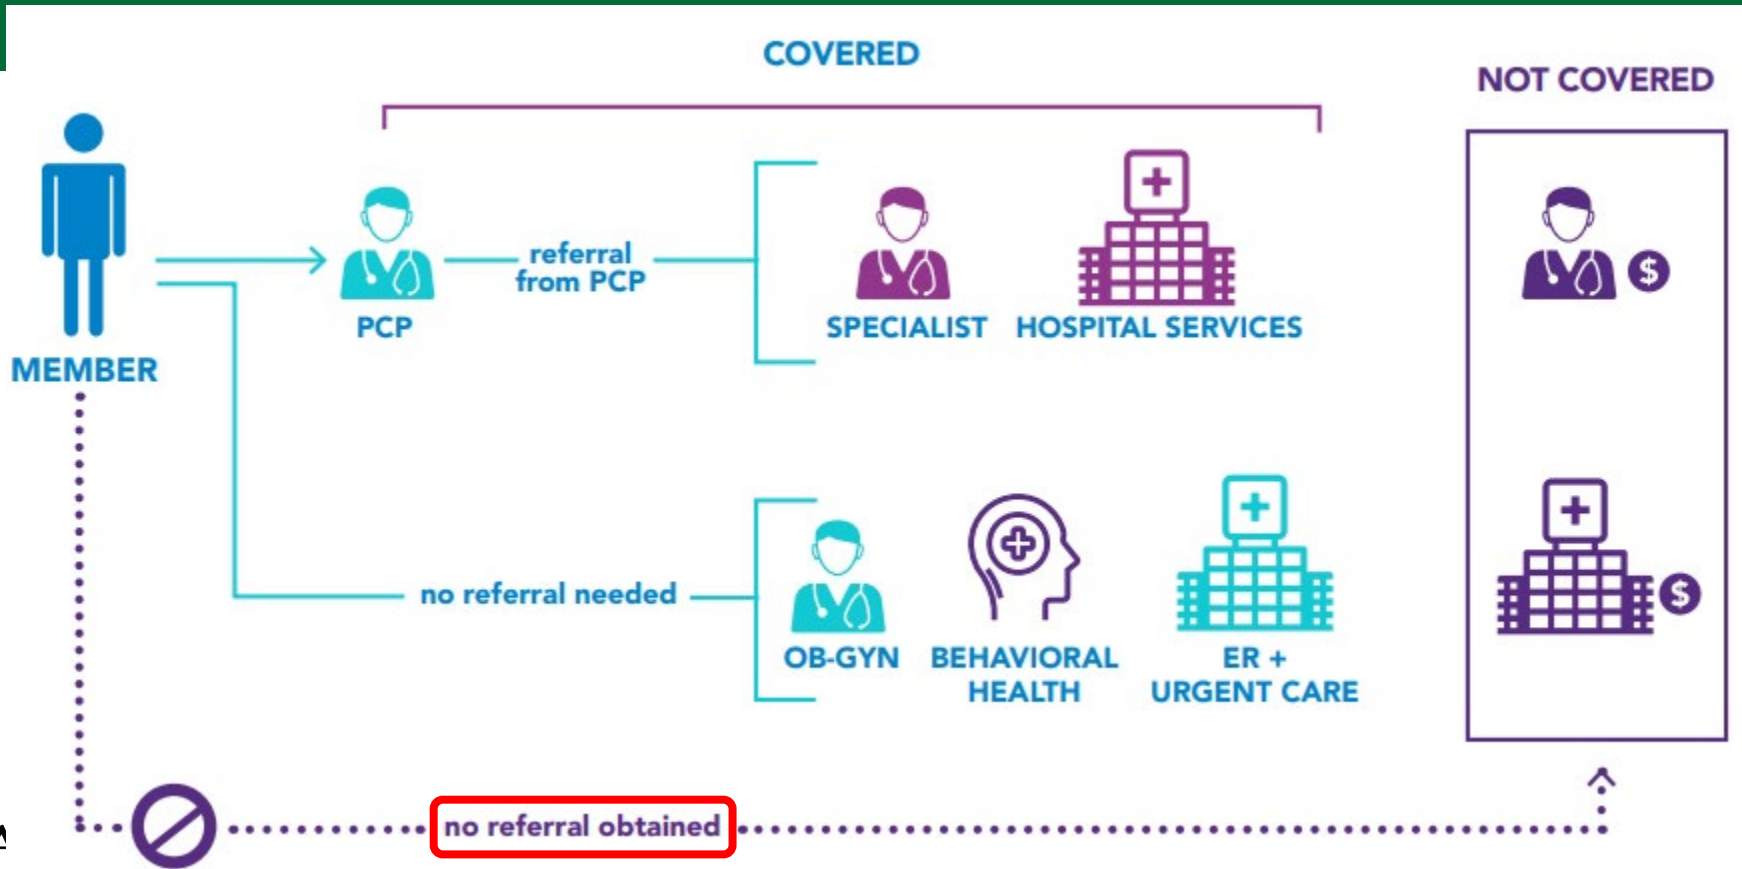 COVERED
NOT COVERED
referral
from PCP
PCP
SPECIALIST
HOSPITAL SERVICES
MEMBER
$
no referral needed
OB-GYN
BEHAVIORAL
HEALTH
ER +
URGENT CARE
$
no referral obtained